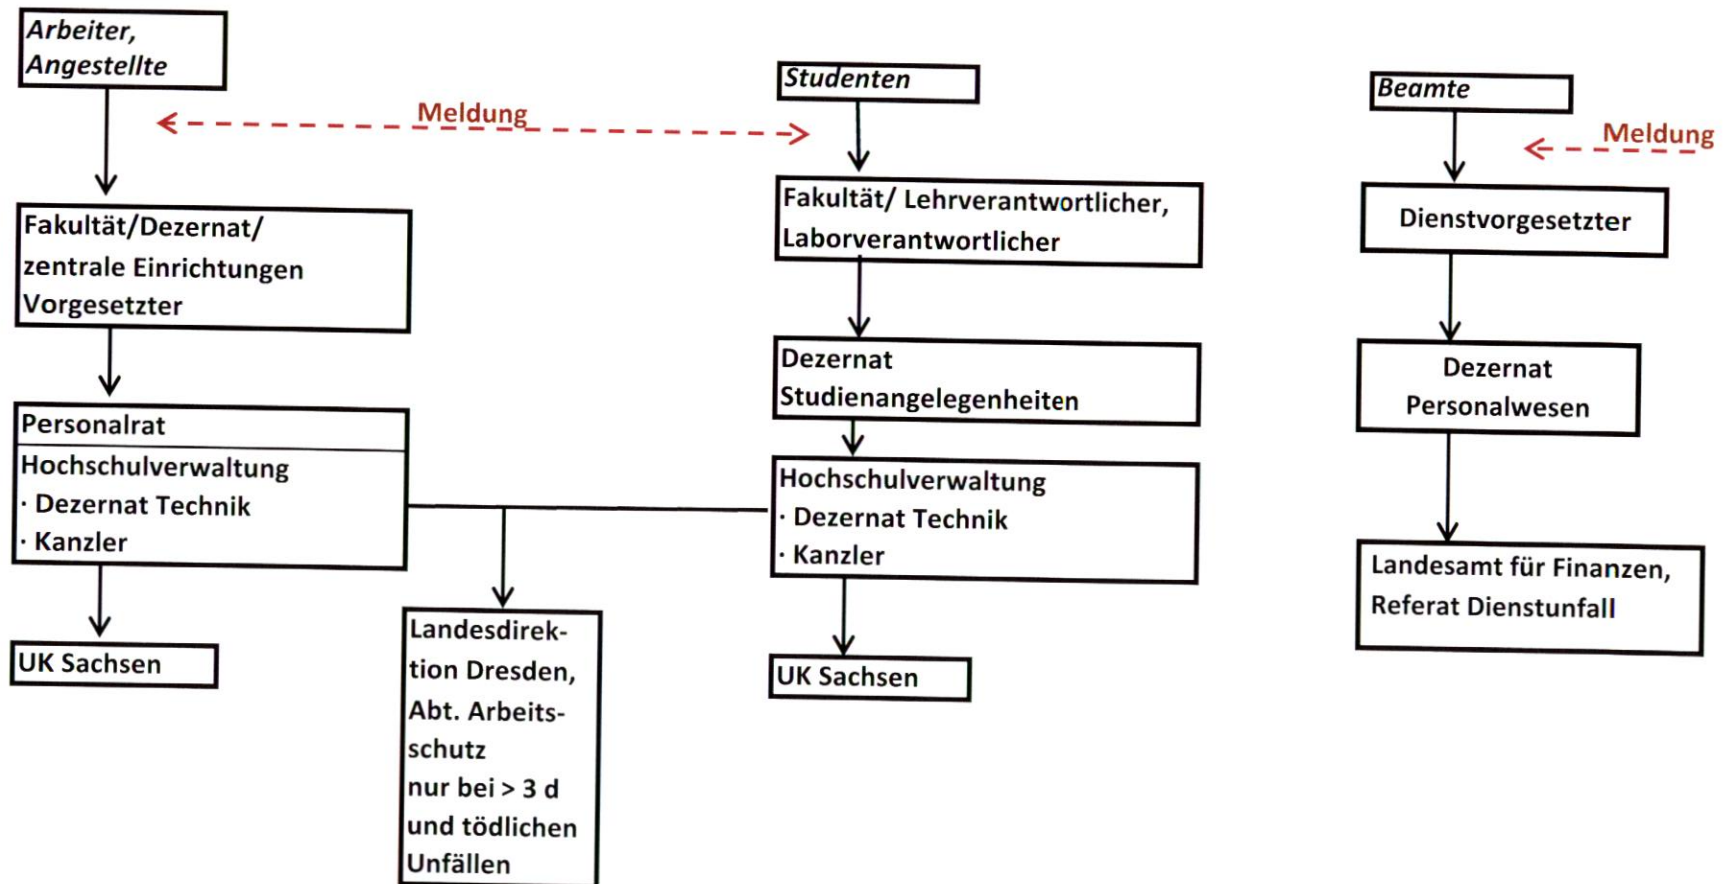 Arbeiter,
Angestellte
Meldung
Fakultät/Dezernat/
zentrale Einrichtungen
Vorgesetzter
Personalrat
Hochschulverwaltung
· Dezernat Technik
· Kanzler
UK Sachsen
Landesdirek-
tion Dresden,
Abt. Arbeits-
schutz
nur bei > 3 d
und tödlichen
Unfällen
Studenten
Fakultät/ Lehrverantwortlicher,
Laborverantwortlicher
Dezernat
Studienangelegenheiten
Hochschulverwaltung
· Dezernat Technik
· Kanzler
UK Sachsen
Beamte
Meldung
Dienstvorgesetzter
Dezernat
Personalwesen
Landesamt für Finanzen,
Referat Dienstunfall